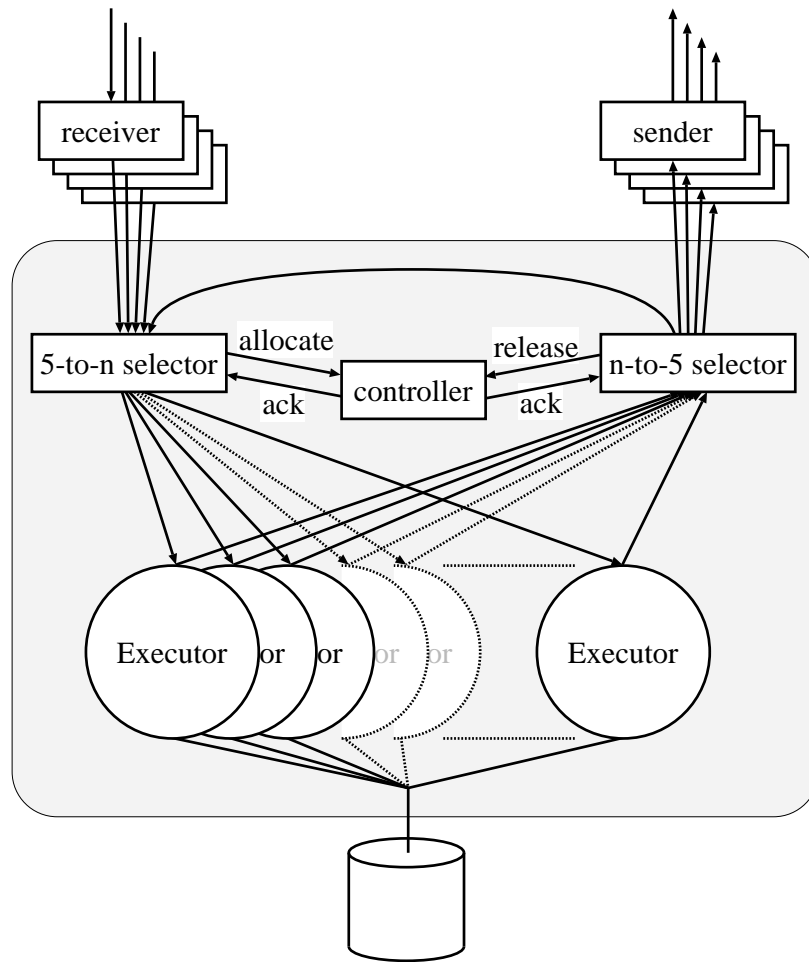 receiver
sender
allocate
release
5-to-n selector
controller
n-to-5 selector
ack
ack
Executor
or
or
or
or
Executor